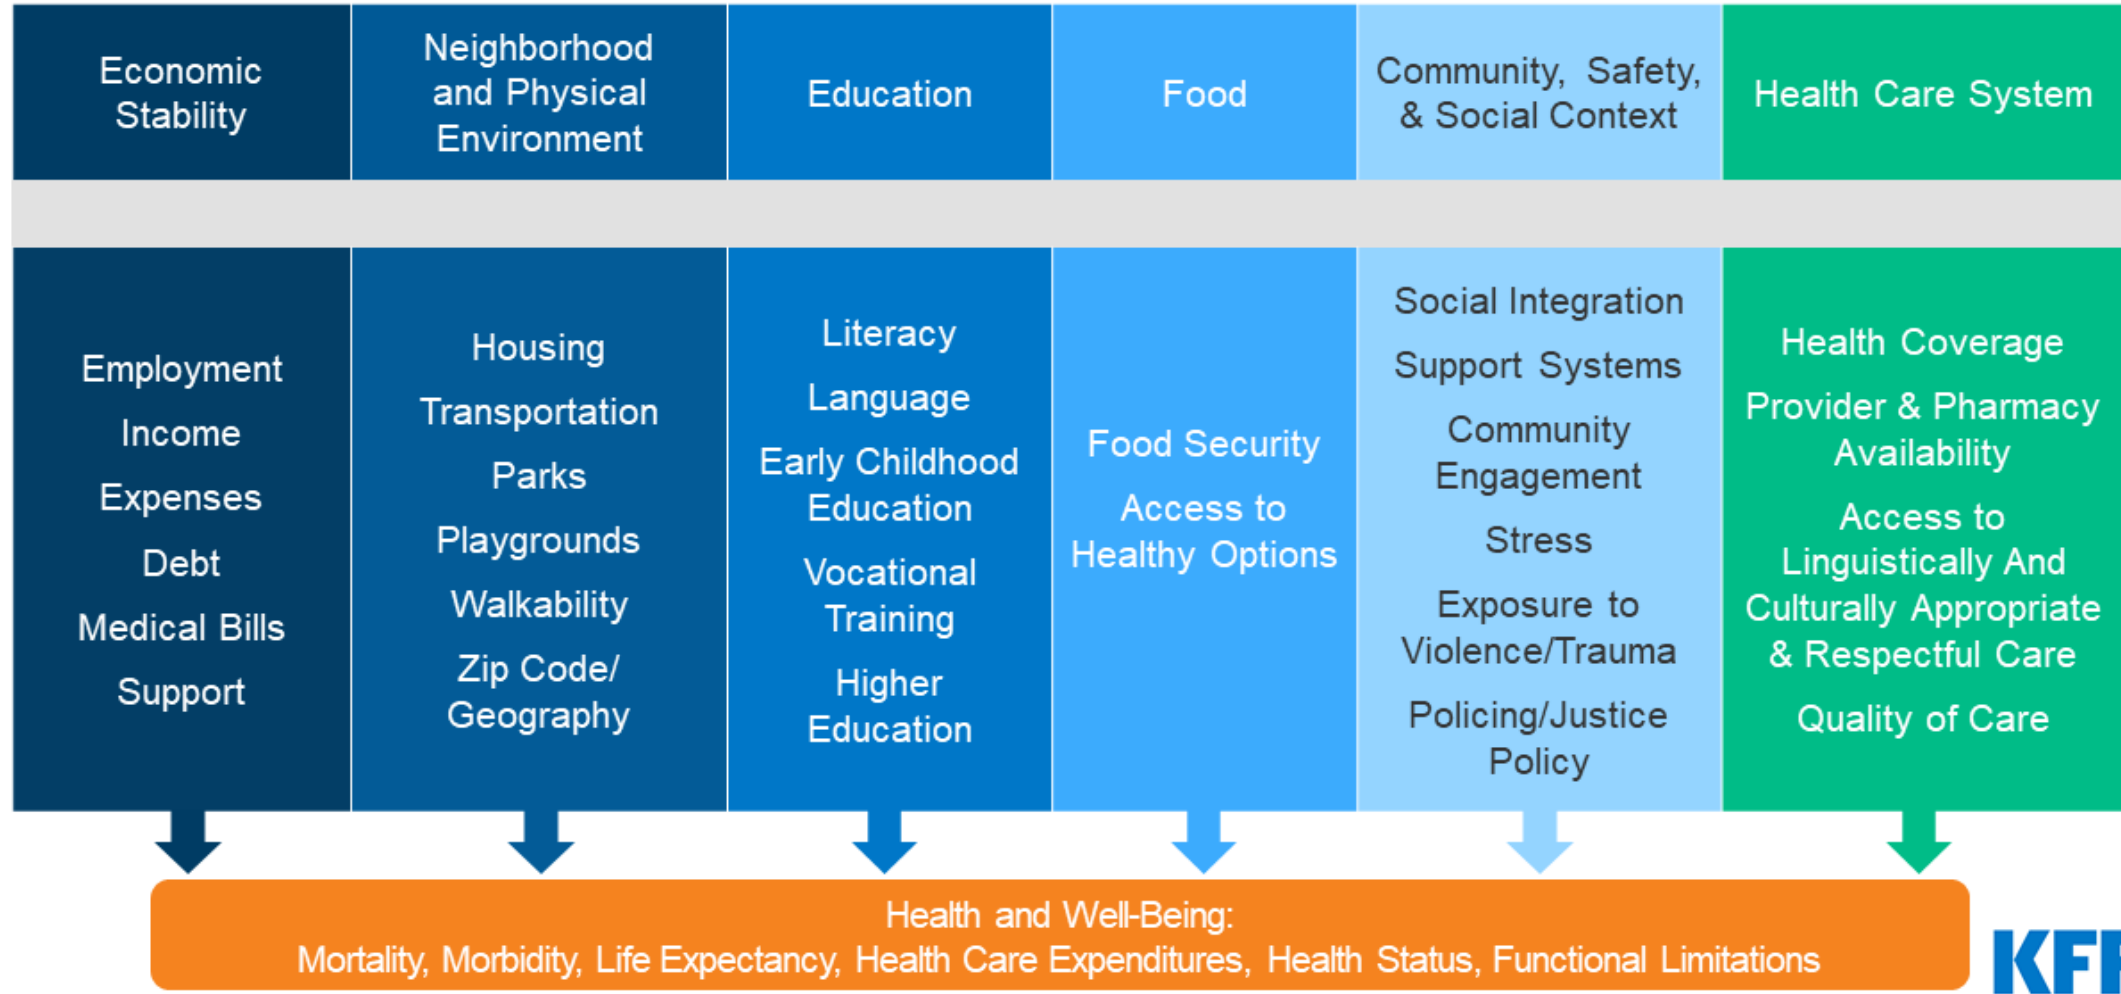 Economic
Stability
Neighborhood
and Physical
Environment
Education
Food
Community, Safety,
& Social Context
Health Care System
Employment
Income
Expenses
Debt
Medical Bills
Support
Housing
Transportation
Parks
Playgrounds
Walkability
Zip Code/
Geography
Literacy
Language
Early Childhood
Education
Vocational
Training
Higher
Education
Food Security
Access to
Healthy Options
Social Integration
Support Systems
Community
Engagement
Stress
Exposure to
Violence/Trauma
Policing/Justice
Policy
Health Coverage
Provider & Pharmacy
Availability
Access to
Linguistically And
Culturally Appropriate
& Respectful Care
Quality of Care
Health and Well-Being:
Mortality, Morbidity, Life Expectancy, Health Care Expenditures, Health Status, Functional Limitations
KFF